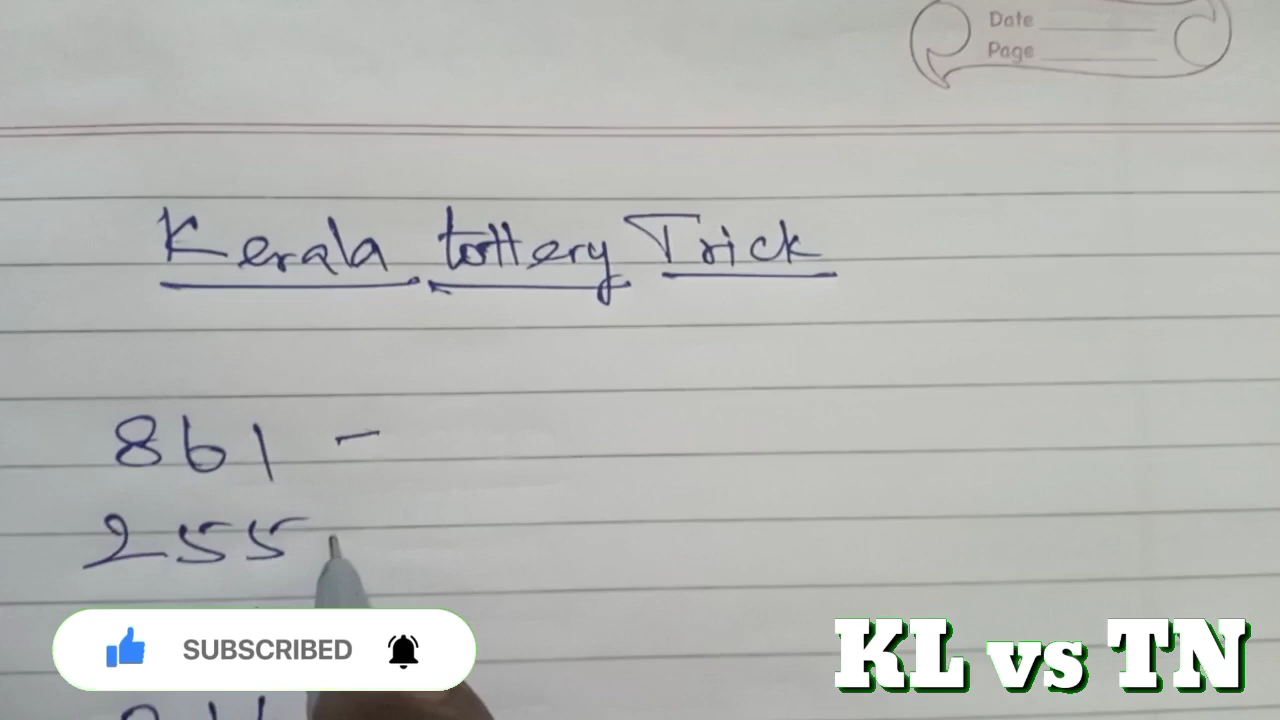 Date
Page
Kerala lottery Trick
861 -
255
SUBSCRIBED
KL vs TN